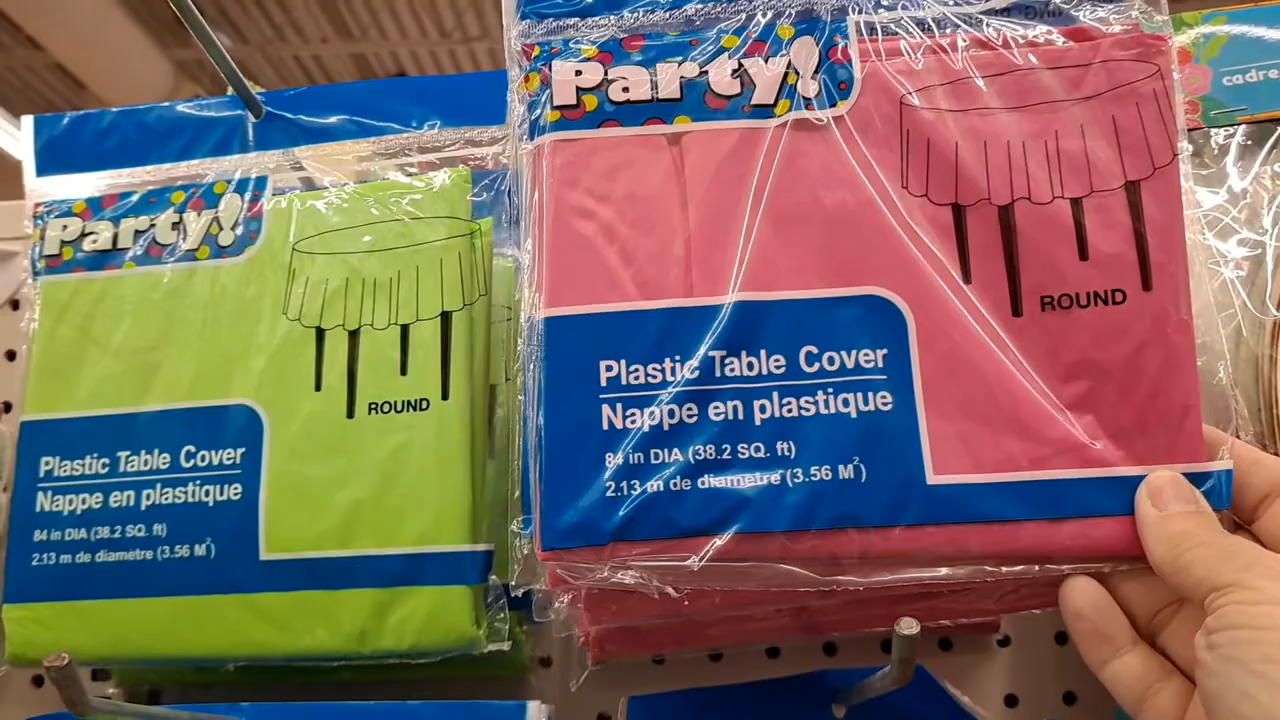 Party!
ROUND
Plastic Table Cover
Nappe en plastique
84 in DIA (38.2 SQ. ft)
2.13 m de diametre (3.56 M²)
Party!
ROUND
Plastic Table Cover
Nappe en plastique
84 in DIA (38.2 SQ. ft)
2.13 m de diametre (3.56 M²)
cadre